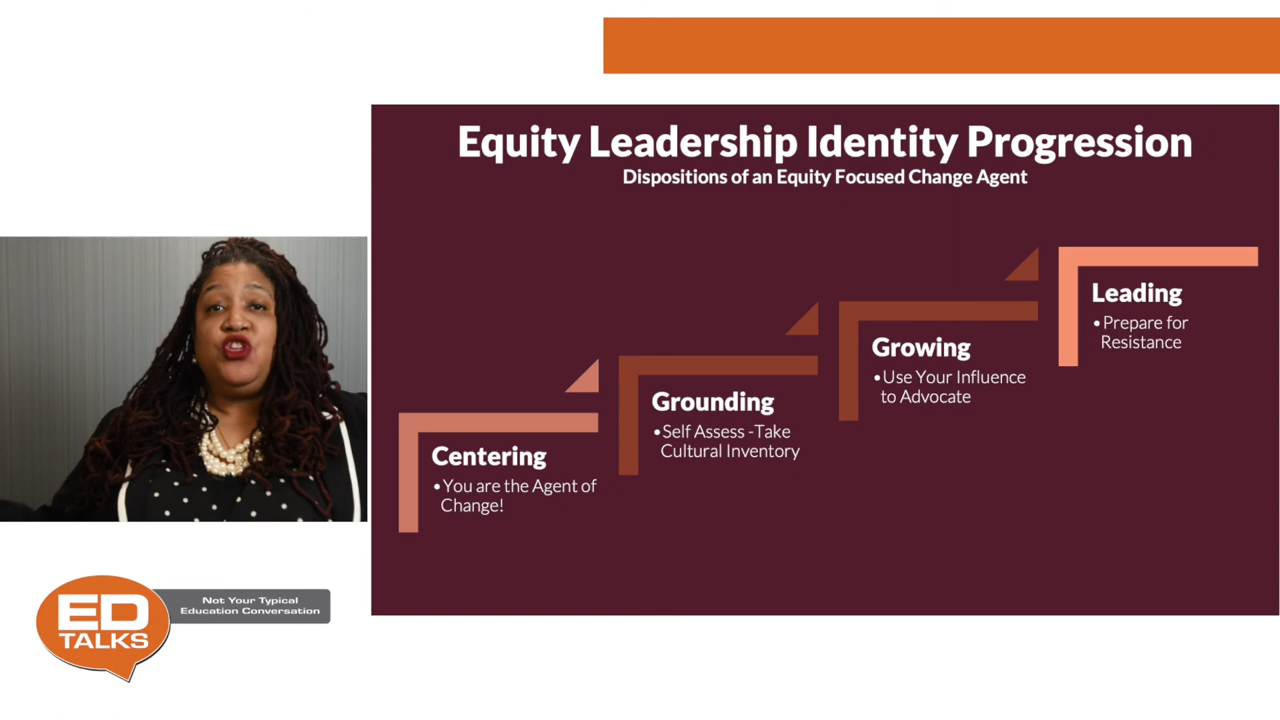 Equity Leadership Identity Progression
Dispositions of an Equity Focused Change Agent
Centering
•You are the Agent of
Change!
Grounding
•Self Assess -Take
Cultural Inventory
Growing
•Use Your Influence
to Advocate
Leading
•Prepare for
Resistance
ED
TALKS
Not Your Typical
Education Conversation